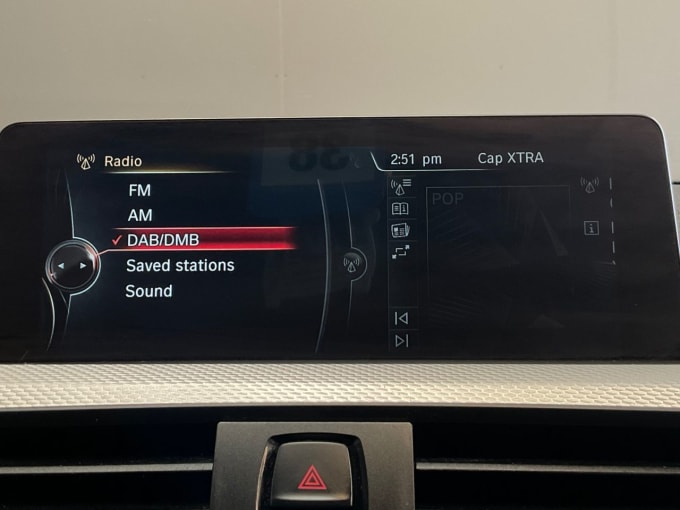 Radio
2:51 pm
Cap XTRA
FM
AM
DAB/DMB
Saved stations
Sound
POP